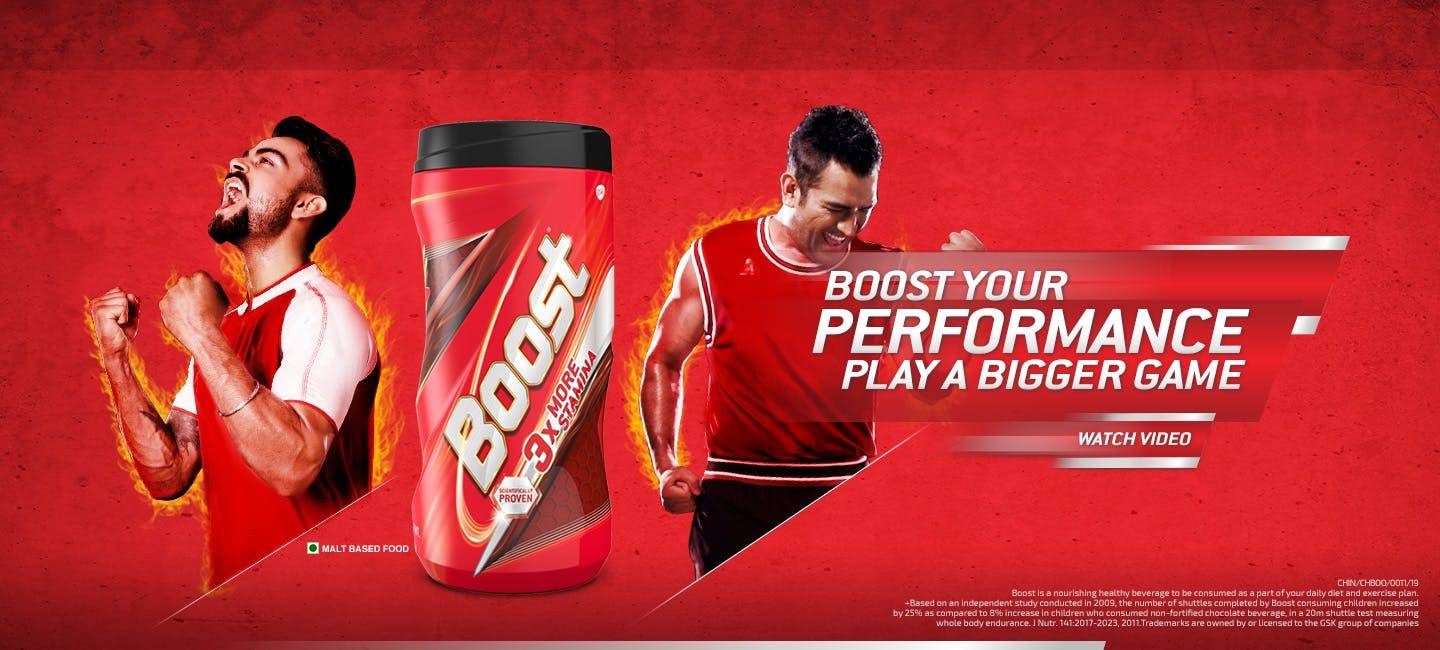 Boost
3X MORE
STAMINA
SCIENTIFICALLY
PROVEN
MALT BASED FOOD
BOOST YOUR
PERFORMANCE
PLAY A BIGGER GAME
WATCH VIDEO
CHIN/CHBOO/0011/19
Boost is a nourishing healthy beverage to be consumed as a part of your daily diet and exercise plan.
+Based on an independent study conducted in 2009, the number of shuttles completed by Boost consuming children increased
by 25% as compared to 8% increase in children who consumed non-fortified chocolate beverage, in a 20m shuttle test measuring
whole body endurance. J Nutr. 141:2017-2023, 2011.Trademarks are owned by or licensed to the GSK group of companies